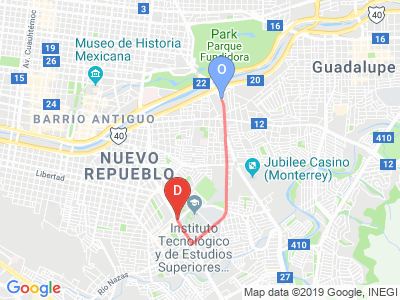 40
Park
Parque
Fundidora
Av. Cuauhtémoc
23
15
19
26
Museo de Historia
Mexicana
22
O
20
Guadalupe
24
BARRIO ANTIGUO
12
40
410
12
NUEVO
REPUEBLO
Libertad
Jubilee Casino
(Monterrey)
D
Instituto
Tecnológico
y de Estudios
Superiores...
410
Río Nazas
27
Google
Map data ©2019 Google, INEGI